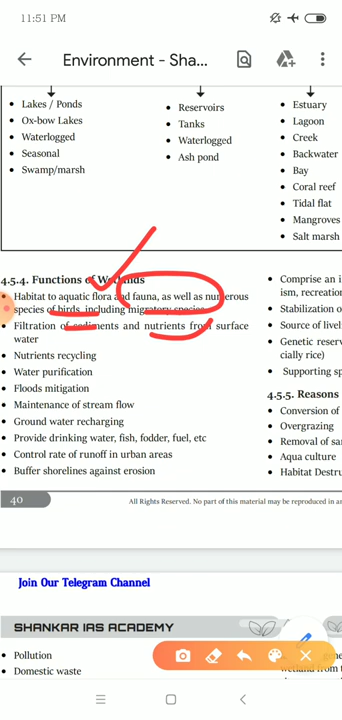 11:51 PM
Environment - Sha...
Lakes / Ponds
Ox-bow Lakes
Waterlogged
Seasonal
Swamp/marsh
Reservoirs
Tanks
Waterlogged
Ash pond
Estuary
Lagoon
Creek
Backwater
Bay
Coral reef
Tidal flat
Mangroves
Salt marsh
4.5.4. Functions of Wetlands
Habitat to aquatic flora and fauna, as well as numerous
species of birds, including migratory species
Filtration of sediments and nutrients from surface
water
Nutrients recycling
Water purification
Floods mitigation
Maintenance of stream flow
Ground water recharging
Provide drinking water, fish, fodder, fuel, etc
Control rate of runoff in urban areas
Buffer shorelines against erosion
Comprise an i
ism, recreation
Stabilization o
Source of livel
Genetic reserv
cially rice)
Supporting sp
4.5.5. Reasons
Conversion of
Overgrazing
Removal of sa
Aqua culture
Habitat Destru
40
All Rights Reserved. No part of this material may be reproduced in a
Join Our Telegram Channel
SHANKAR IAS ACADEMY
Pollution
Domestic waste